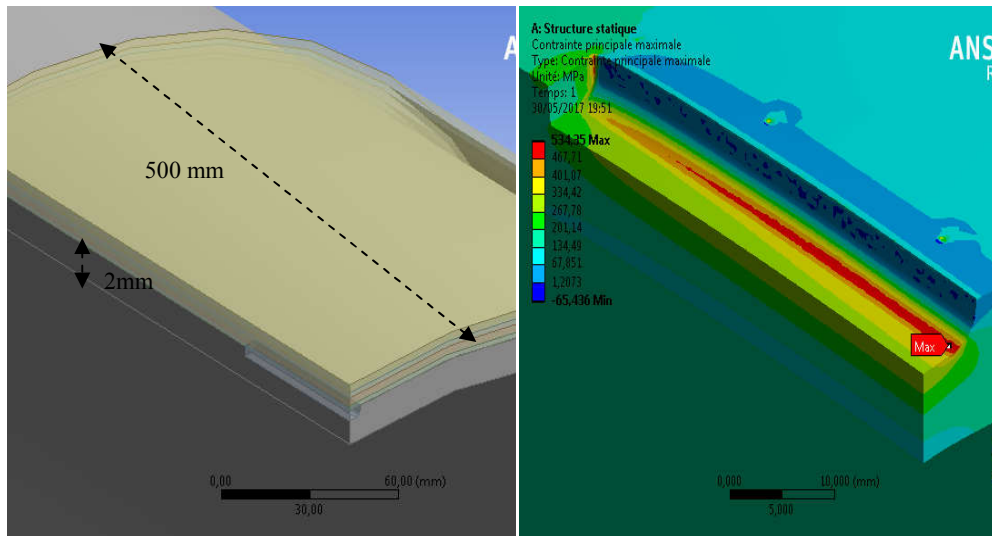 A
500 mm
2mm
0,00
60,00 (mm)
30,00
A: Structure statique
Contrainte principale maximale
Type: Contrainte principale maximale
Unité: MPa
Temps: 1
30/05/2017 19:51
ANS
R
534,35 Max
467,71
401,07
334,42
267,78
201,14
134,49
67,851
1,2073
-65,436 Min
Max
0,000
10,000 (mm)
5,000